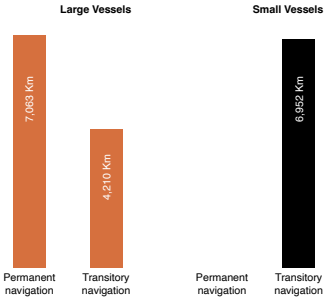 Large Vessels
Small Vessels
7,063 Km
4,210 Km
6,952 Km
Permanent
navigation
Transitory
navigation
Permanent
navigation
Transitory
navigation